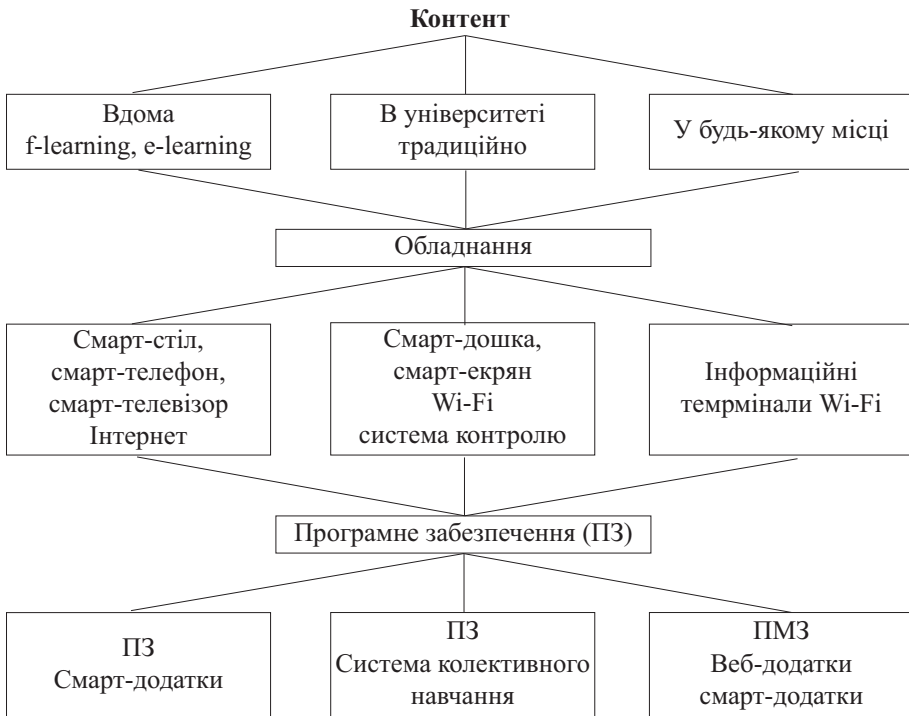 Контент
Вдома
f-learning, e-learning
В університеті
традиційно
У будь-якому місці
Обладнання
Смарт-стіл,
смарт-телефон,
смарт-телевізор
Інтернет
Смарт-дошка,
смарт-екрян
Wi-Fi
система контролю
Інформаційні
темрмінали Wi-Fi
Програмне забезпечення (ПЗ)
ПЗ
Смарт-додатки
ПЗ
Система колективного
навчання
ПМЗ
Веб-додатки
смарт-додатки